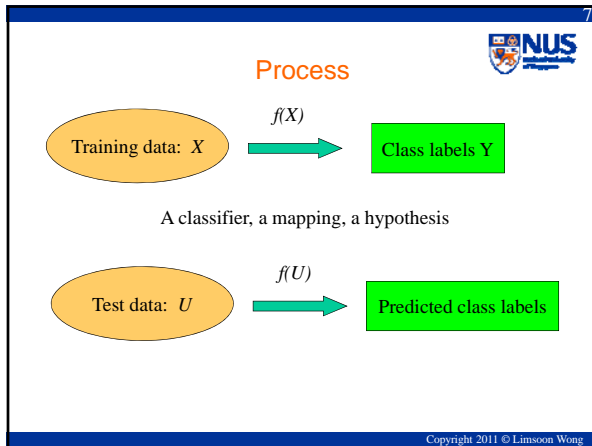 7
NUS
Process
f(X)
Training data: X
Class labels Y
A classifier, a mapping, a hypothesis
f(U)
Test data: U
Predicted class labels
Copyright 2011 © Limsoon Wong